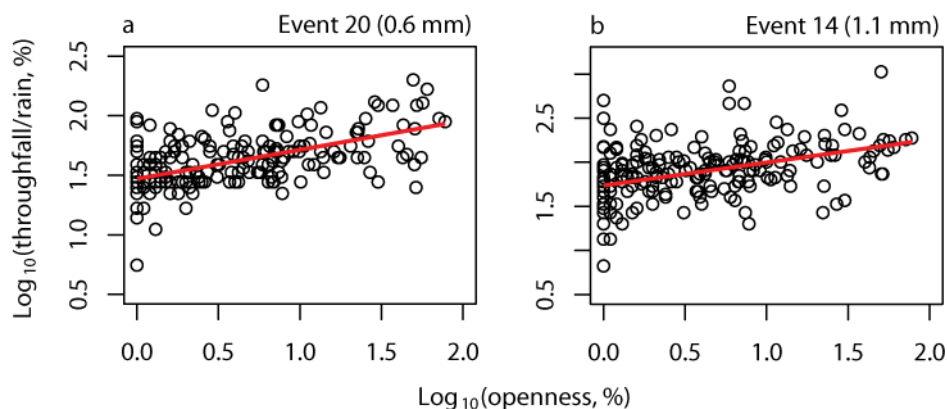 a Event 20 (0.6 mm)
b Event 14 (1.1 mm)
Log10(throughfall/rain, %)
2.5
2.0
1.5
1.0
0.5
2.5
1.5
0.5
0.0 0.5 1.0 1.5 2.0
0.0 0.5 1.0 1.5 2.0
Log10(openness, %)